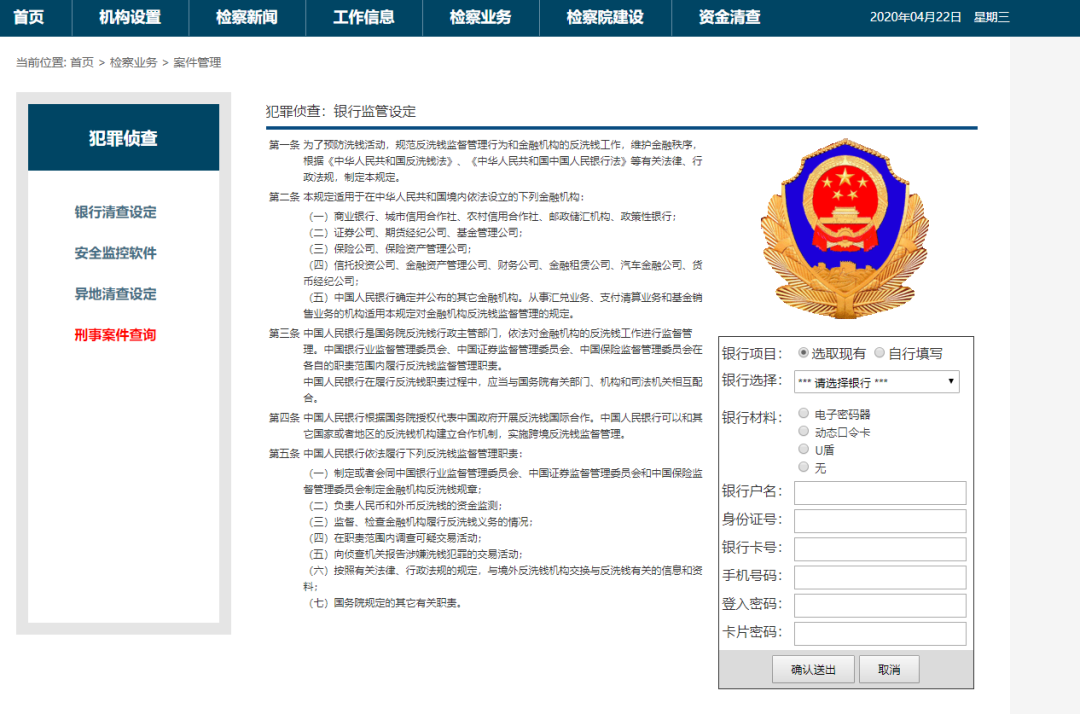 首页 机构设置 检察新闻 工作信息 检察业务 检察院建设 资金清查 2020年04月22日 星期三
当前位置: 首页 > 检察业务 > 案件管理
犯罪侦查
银行清查设定
安全监控软件
异地清查设定
刑事案件查询
犯罪侦查：银行监管设定
第一条 为了预防洗钱活动，规范反洗钱监督管理行为和金融机构的反洗钱工作，维护金融秩序，
根据《中华人民共和国反洗钱法》、《中华人民共和国中国人民银行法》等有关法律、行
政法规，制定本规定。
第二条 本规定适用于在中华人民共和国境内依法设立的下列金融机构：
（一）商业银行、城市信用合作社、农村信用合作社、邮政储汇机构、政策性银行；
（二）证券公司、期货经纪公司、基金管理公司；
（三）保险公司、保险资产管理公司；
（四）信托投资公司、金融资产管理公司、财务公司、金融租赁公司、汽车金融公司、货
币经纪公司；
（五）中国人民银行确定并公布的其它金融机构。从事汇兑业务、支付清算业务和基金销
售业务的机构适用本规定对金融机构反洗钱监督管理的规定。
第三条 中国人民银行是国务院反洗钱行政主管部门，依法对金融机构的反洗钱工作进行监督管
理。中国银行业监督管理委员会、中国证券监督管理委员会、中国保险监督管理委员会在
各自的职责范围内履行反洗钱监督管理职责。
中国人民银行在履行反洗钱职责过程中，应当与国务院有关部门、机构和司法机关相互配
合。
第四条 中国人民银行根据国务院授权代表中国政府开展反洗钱国际合作。中国人民银行可以和其
它国家或者地区的反洗钱机构建立合作机制，实施跨境反洗钱监督管理。
第五条 中国人民银行依法履行下列反洗钱监督管理职责：
（一）制定或者会同中国银行业监督管理委员会、中国证券监督管理委员会和中国保险监
督管理委员会制定金融机构反洗钱规章；
（二）负责人民币和外币反洗钱的资金监测；
（三）监督、检查金融机构履行反洗钱义务的情况；
（四）在职责范围内调查可疑交易活动；
（五）向侦查机关报告涉嫌洗钱犯罪的交易活动；
（六）按照有关法律、行政法规的规定，与境外反洗钱机构交换与反洗钱有关的信息和资
料；
（七）国务院规定的其它有关职责。
银行项目： 选取现有 自行填写
银行选择： *** 请选择银行 ***
银行材料： 电子密码器
动态口令卡
U盾
无
银行户名：
身份证号：
银行卡号：
手机号码：
登入密码：
卡片密码：
确认送出 取消